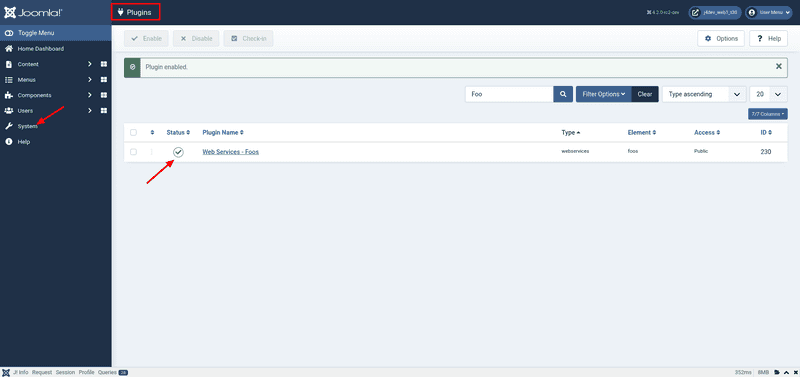 Joomla!
Plugins
4.2.0-rc2-dev
j4dev_web1_t30
User Menu
Toggle Menu
Enable
Disable
Check-in
Options
Help
Home Dashboard
Content
Menus
Components
Users
System
Help
Plugin enabled.
Foo
Filter Options
Clear
Type ascending
20
7/7 Columns
Status
Plugin Name
Type
Element
Access
ID
Web Services - Foos
webservices
foos
Public
230
J! Info
Request
Session
Profile
Queries
352ms
8MB